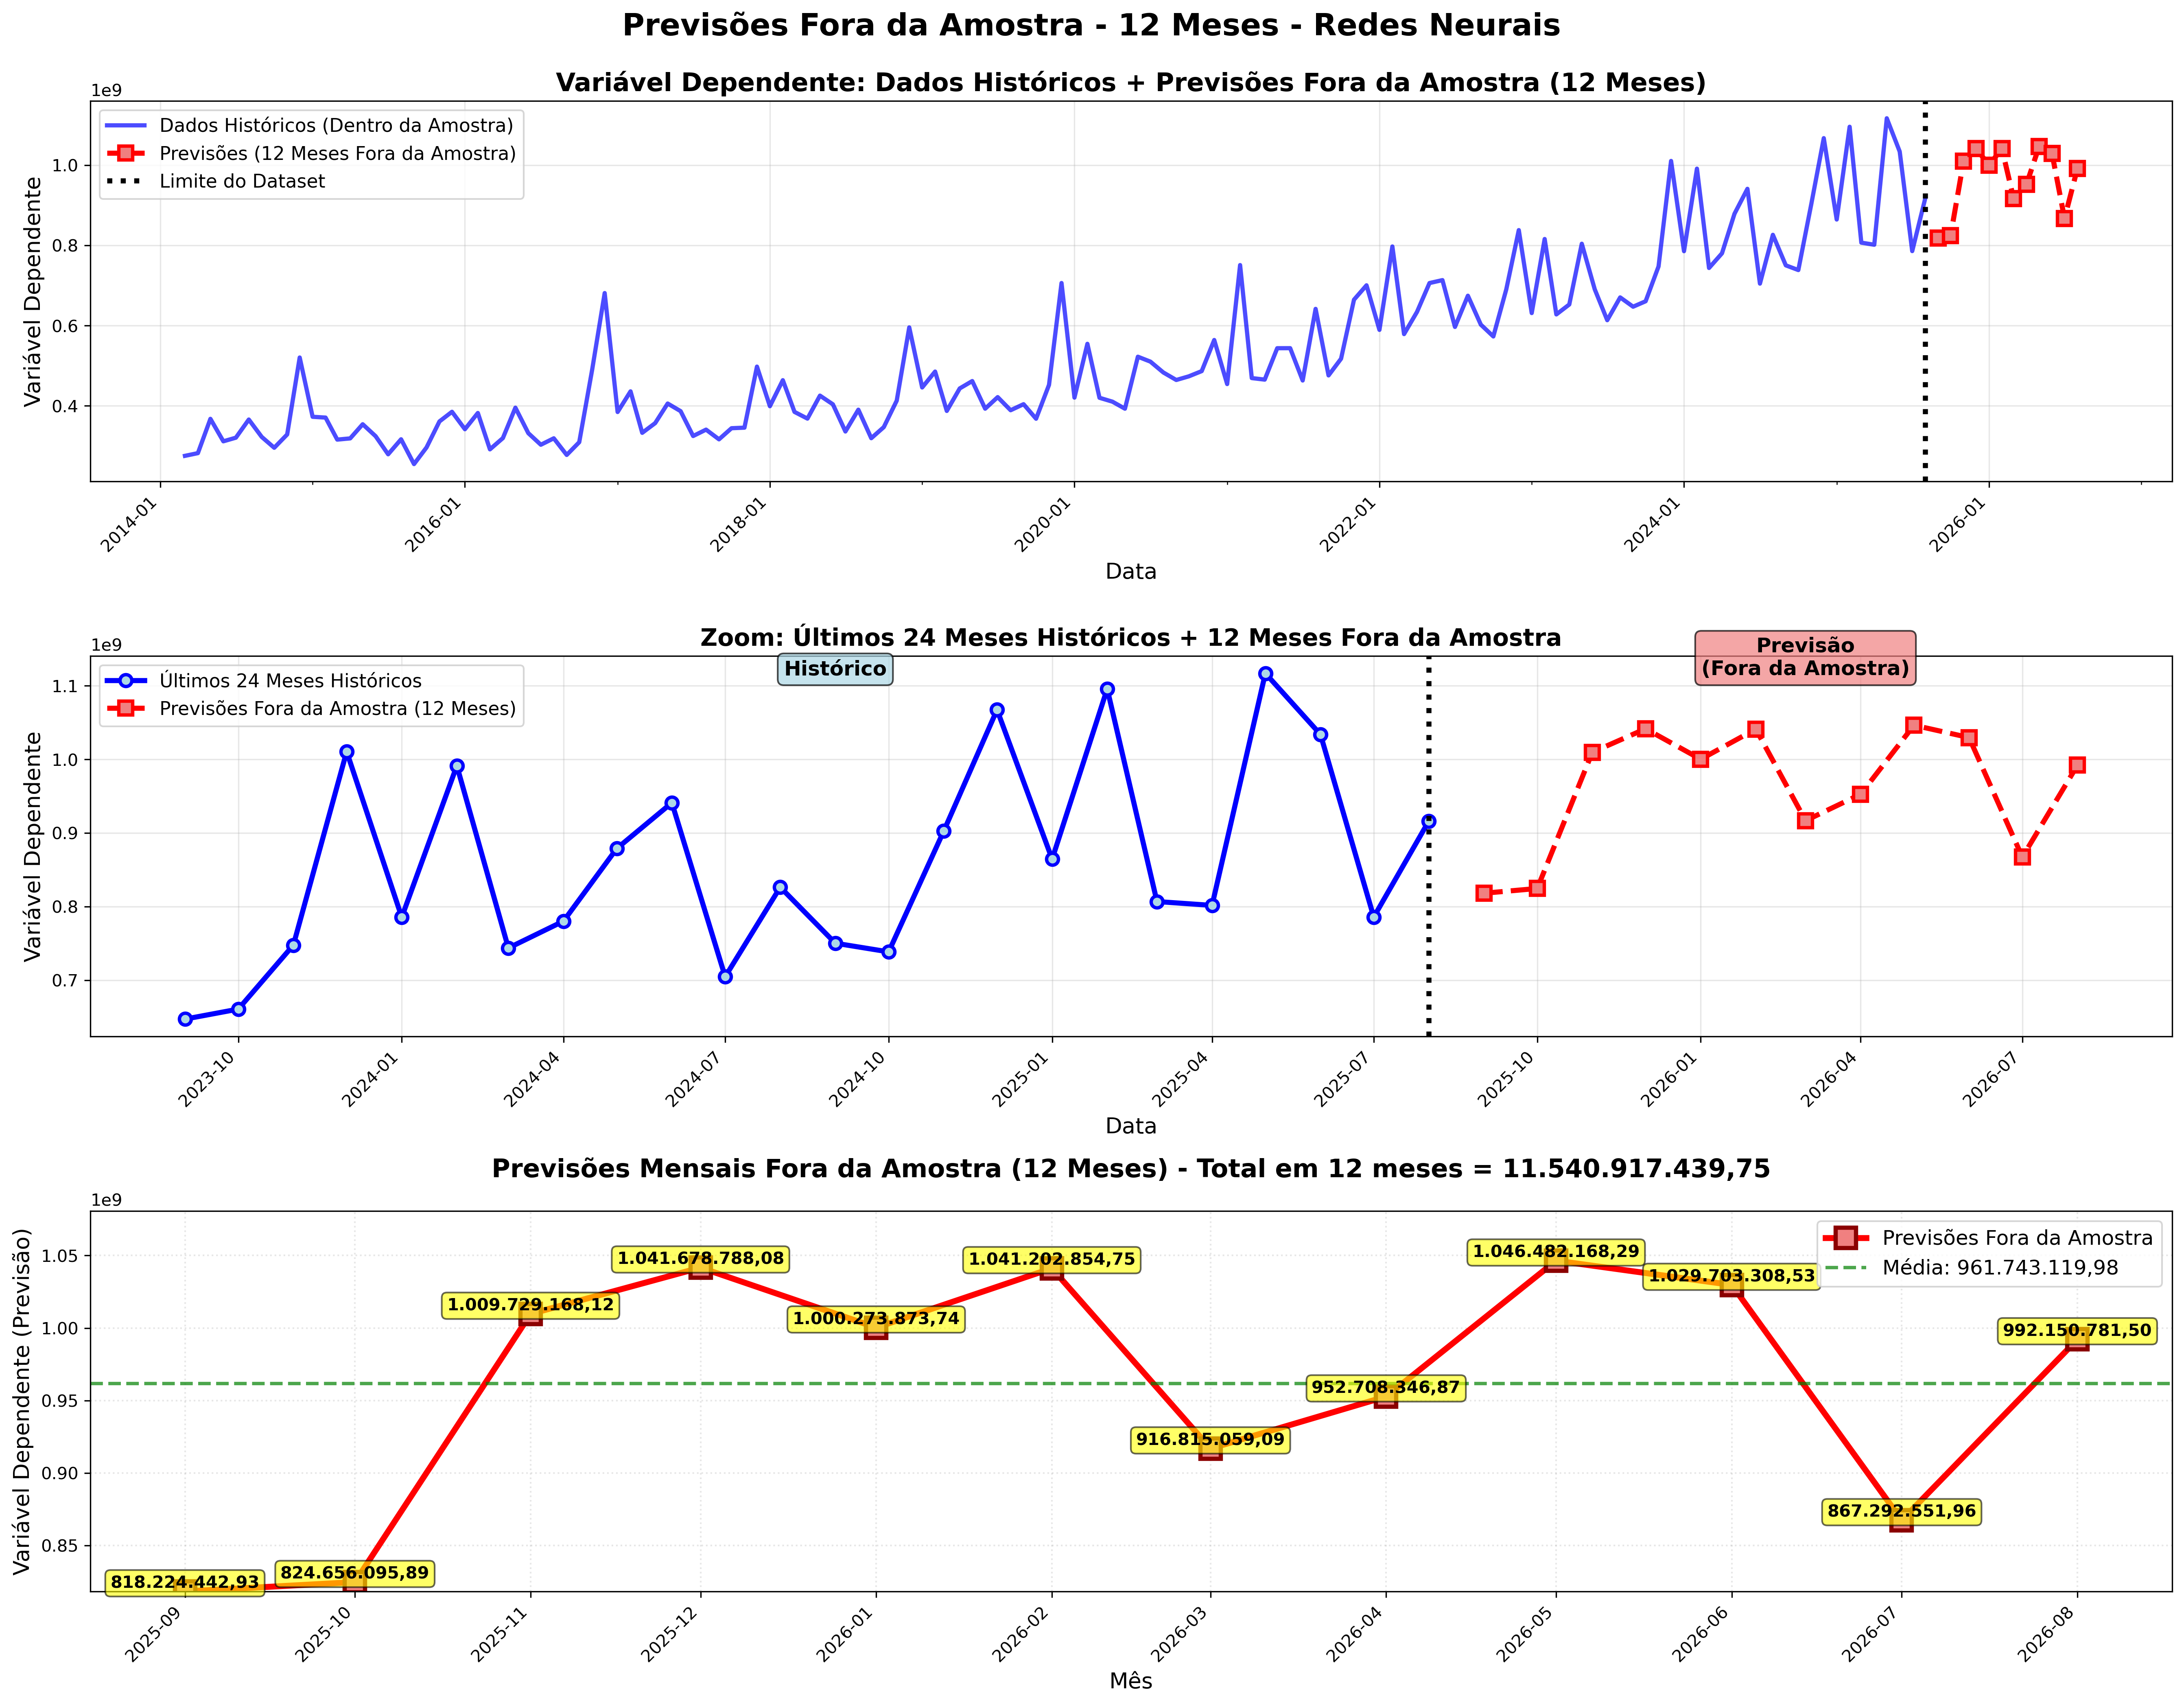 Previsões Fora da Amostra - 12 Meses - Redes Neurais
Variável Dependente: Dados Históricos + Previsões Fora da Amostra (12 Meses)
1e9
Dados Históricos (Dentro da Amostra)
Previsões (12 Meses Fora da Amostra)
Limite do Dataset
Variável Dependente
1.0
0.8
0.6
0.4
2014-01
2016-01
2018-01
2020-01
2022-01
2024-01
2026-01
Data
Zoom: Últimos 24 Meses Históricos + 12 Meses Fora da Amostra
1e9
Últimos 24 Meses Históricos
Previsões Fora da Amostra (12 Meses)
Histórico
Previsão
(Fora da Amostra)
Variável Dependente
1.1
1.0
0.9
0.8
0.7
2023-10
2024-01
2024-04
2024-07
2024-10
2025-01
2025-04
2025-07
2025-10
2026-01
2026-04
2026-07
Data
Previsões Mensais Fora da Amostra (12 Meses) - Total em 12 meses = 11.540.917.439,75
1e9
Previsões Fora da Amostra
Média: 961.743.119,98
Variável Dependente (Previsão)
1.05
1.00
0.95
0.90
0.85
818.224.442,93
824.656.095,89
1.009.729.168,12
1.041.678.788,08
1.000.273.873,74
1.041.202.854,75
916.815.059,09
952.708.346,87
1.046.482.168,29
1.029.703.308,53
867.292.551,96
992.150.781,50
2025-09
2025-10
2025-11
2025-12
2026-01
2026-02
2026-03
2026-04
2026-05
2026-06
2026-07
2026-08
Mês